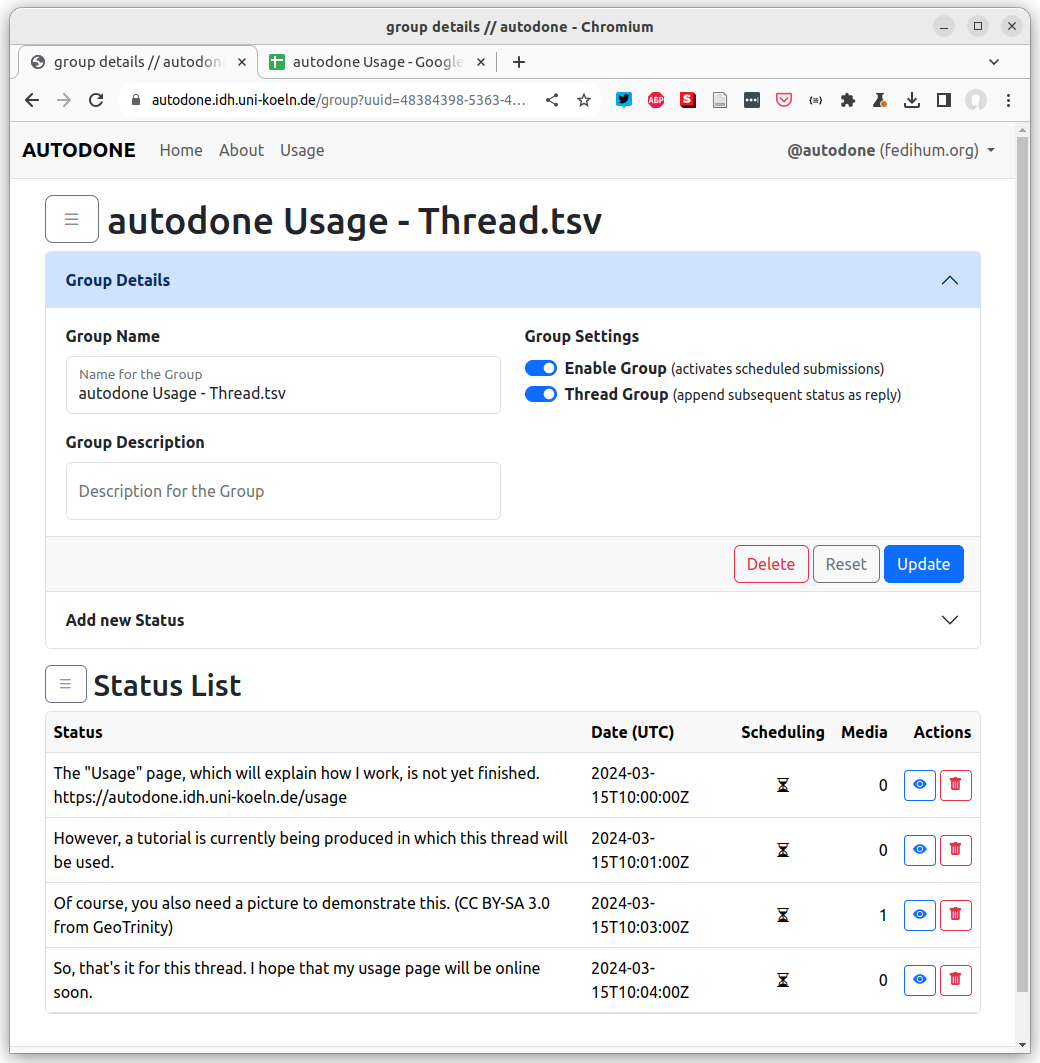 group details // autodone - Chromium
group details // autodon
autodone Usage - Google
autodone.idh.uni-koeln.de/group?uuid=48384398-5363-4...
ABP
S
AUTODONE
Home
About
Usage
@autodone (fedihum.org)
autodone Usage - Thread.tsv
Group Details
Group Name
Name for the Group
autodone Usage - Thread.tsv
Group Settings
Enable Group (activates scheduled submissions)
Thread Group (append subsequent status as reply)
Group Description
Description for the Group
Delete
Reset
Update
Add new Status
Status List
Status
Date (UTC)
Scheduling
Media
Actions
The "Usage" page, which will explain how I work, is not yet finished.
https://autodone.idh.uni-koeln.de/usage
2024-03-
15T10:00:00Z
0
However, a tutorial is currently being produced in which this thread will
be used.
2024-03-
15T10:01:00Z
0
Of course, you also need a picture to demonstrate this. (CC BY-SA 3.0
from GeoTrinity)
2024-03-
15T10:03:00Z
1
So, that's it for this thread. I hope that my usage page will be online
soon.
2024-03-
15T10:04:00Z
0